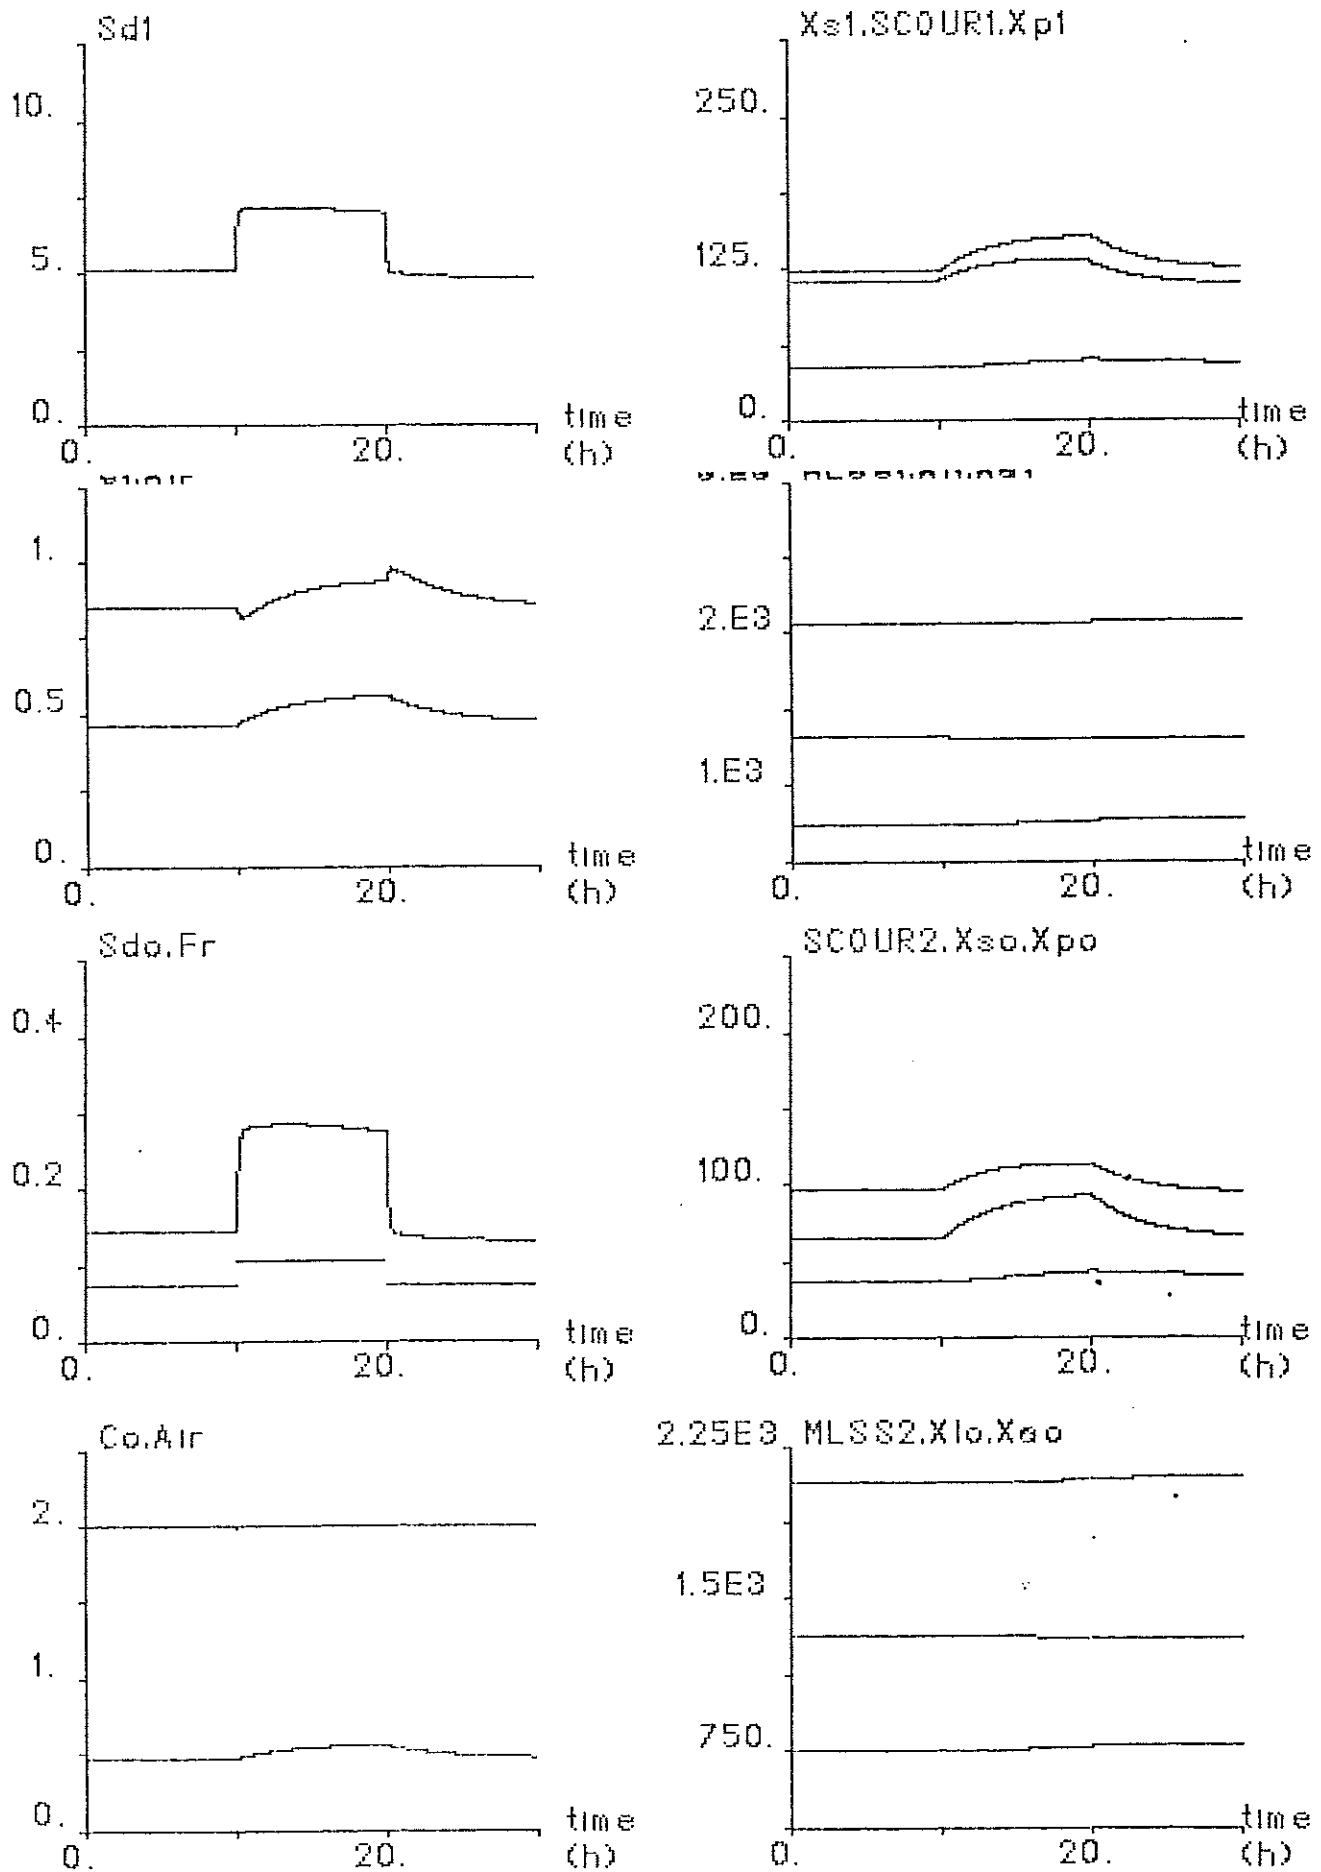 Sd1
10.
5.
0.
0.
20.
time
(h)
Xs1.SCOUR1.Xp1
250.
125.
0.
0.
20.
time
(h)
1.
0.5
0.
0.
20.
time
(h)
2.E3
1.E3
0.
20.
time
(h)
Sdo.Fr
0.4
0.2
0.
0.
20.
time
(h)
SCOUR2.Xso.Xpo
200.
100.
0.
0.
20.
time
(h)
Co.Air
2.
1.
0.
0.
20.
time
(h)
2.25E3 MLSS2.Xlo.Xao
1.5E3
750.
0.
20.
time
(h)